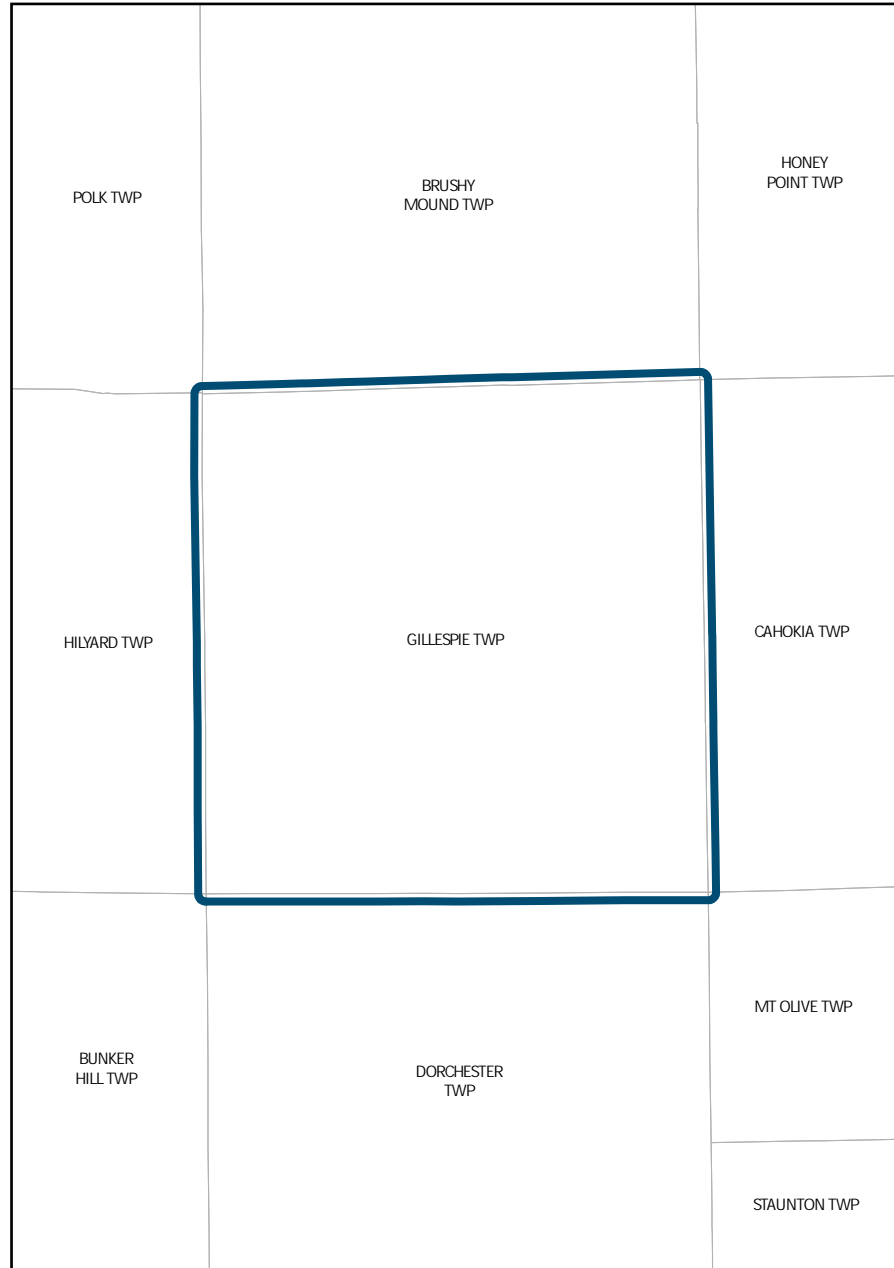 HONEY
POINT TWP
POLK TWP
BRUSHY
MOUND TWP
HILYARD TWP
GILLESPIE TWP
CAHOKIA TWP
MT OLIVE TWP
BUNKER
HILL TWP
DORCHESTER
TWP
STAUNTON TWP